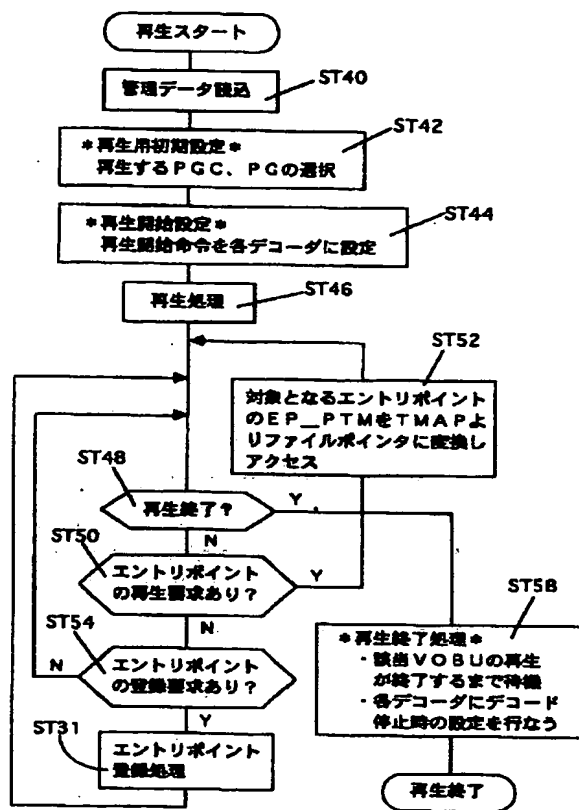 再生スタート
管理データ読込
ST40
ST42
*再生用初期設定*
再生するPGC、PGの選択
ST44
*再生開始設定*
再生開始命令を各デコーダに設定
再生処理
ST46
ST52
対象となるエントリポイント
のEP_PTMをTMAPよ
りファイルポインタに変換し
アクセス
ST48
再生終了?
Y
N
ST50
エントリポイント
の再生要求あり?
Y
N
ST54
エントリポイント
の登録要求あり?
N
Y
ST31
エントリポイント
登録処理
ST58
*再生終了処理*
・該当VOBUの再生
が終了するまで待機
・各デコーダにデコード
停止時の設定を行なう
再生終了